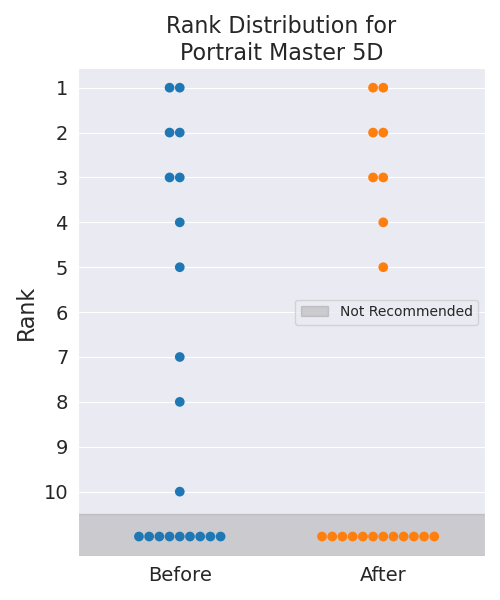 Rank Distribution for
Portrait Master 5D
Rank
1
2
3
4
5
6
7
8
9
10
Not Recommended
Before
After